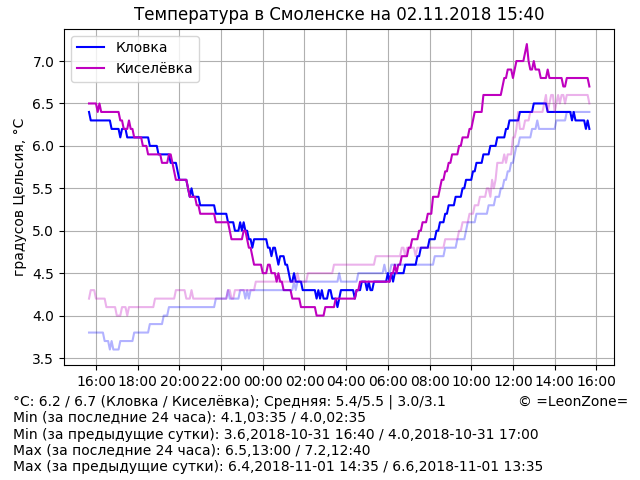 Температура в Смоленске на 02.11.2018 15:40
Кловка
Киселёвка
градусов Цельсия, °C
7.0
6.5
6.0
5.5
5.0
4.5
4.0
3.5
16:00 18:00 20:00 22:00 00:00 02:00 04:00 06:00 08:00 10:00 12:00 14:00 16:00
°C: 6.2 / 6.7 (Кловка / Киселёвка); Средняя: 5.4/5.5 | 3.0/3.1 © =LeonZone=
Min (за последние 24 часа): 4.1,03:35 / 4.0,02:35
Min (за предыдущие сутки): 3.6,2018-10-31 16:40 / 4.0,2018-10-31 17:00
Max (за последние 24 часа): 6.5,13:00 / 7.2,12:40
Max (за предыдущие сутки): 6.4,2018-11-01 14:35 / 6.6,2018-11-01 13:35